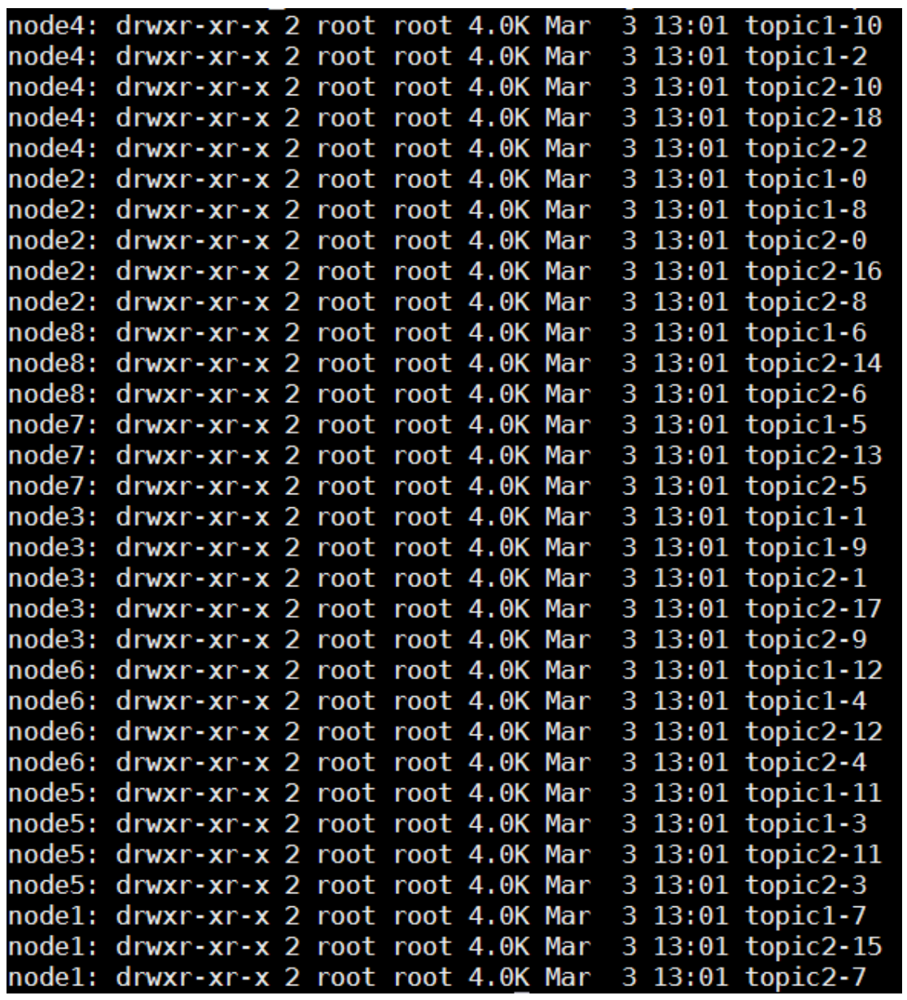 node4: drwxr-xr-x 2 root root 4.0K Mar  3 13:01 topic1-10
node4: drwxr-xr-x 2 root root 4.0K Mar  3 13:01 topic1-2
node4: drwxr-xr-x 2 root root 4.0K Mar  3 13:01 topic2-10
node4: drwxr-xr-x 2 root root 4.0K Mar  3 13:01 topic2-18
node4: drwxr-xr-x 2 root root 4.0K Mar  3 13:01 topic2-2
node2: drwxr-xr-x 2 root root 4.0K Mar  3 13:01 topic1-0
node2: drwxr-xr-x 2 root root 4.0K Mar  3 13:01 topic1-8
node2: drwxr-xr-x 2 root root 4.0K Mar  3 13:01 topic2-0
node2: drwxr-xr-x 2 root root 4.0K Mar  3 13:01 topic2-16
node2: drwxr-xr-x 2 root root 4.0K Mar  3 13:01 topic2-8
node8: drwxr-xr-x 2 root root 4.0K Mar  3 13:01 topic1-6
node8: drwxr-xr-x 2 root root 4.0K Mar  3 13:01 topic2-14
node8: drwxr-xr-x 2 root root 4.0K Mar  3 13:01 topic2-6
node7: drwxr-xr-x 2 root root 4.0K Mar  3 13:01 topic1-5
node7: drwxr-xr-x 2 root root 4.0K Mar  3 13:01 topic2-13
node7: drwxr-xr-x 2 root root 4.0K Mar  3 13:01 topic2-5
node3: drwxr-xr-x 2 root root 4.0K Mar  3 13:01 topic1-1
node3: drwxr-xr-x 2 root root 4.0K Mar  3 13:01 topic1-9
node3: drwxr-xr-x 2 root root 4.0K Mar  3 13:01 topic2-1
node3: drwxr-xr-x 2 root root 4.0K Mar  3 13:01 topic2-17
node3: drwxr-xr-x 2 root root 4.0K Mar  3 13:01 topic2-9
node6: drwxr-xr-x 2 root root 4.0K Mar  3 13:01 topic1-12
node6: drwxr-xr-x 2 root root 4.0K Mar  3 13:01 topic1-4
node6: drwxr-xr-x 2 root root 4.0K Mar  3 13:01 topic2-12
node6: drwxr-xr-x 2 root root 4.0K Mar  3 13:01 topic2-4
node5: drwxr-xr-x 2 root root 4.0K Mar  3 13:01 topic1-11
node5: drwxr-xr-x 2 root root 4.0K Mar  3 13:01 topic1-3
node5: drwxr-xr-x 2 root root 4.0K Mar  3 13:01 topic2-11
node5: drwxr-xr-x 2 root root 4.0K Mar  3 13:01 topic2-3
node1: drwxr-xr-x 2 root root 4.0K Mar  3 13:01 topic1-7
node1: drwxr-xr-x 2 root root 4.0K Mar  3 13:01 topic2-15
node1: drwxr-xr-x 2 root root 4.0K Mar  3 13:01 topic2-7